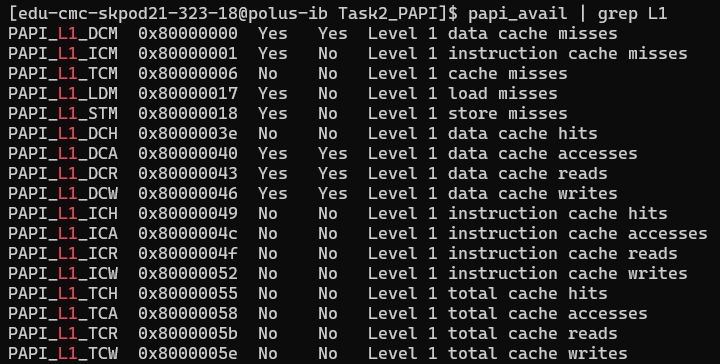 [edu-cmc-skpod21-323-18@polus-ib Task2_PAPI]$ papi_avail | grep L1
PAPI_L1_DCM  0x80000000  Yes   Yes  Level 1 data cache misses
PAPI_L1_ICM  0x80000001  Yes   No   Level 1 instruction cache misses
PAPI_L1_TCM  0x80000006  No    No   Level 1 cache misses
PAPI_L1_LDM  0x80000017  Yes   No   Level 1 load misses
PAPI_L1_STM  0x80000018  Yes   No   Level 1 store misses
PAPI_L1_DCH  0x8000003e  No    No   Level 1 data cache hits
PAPI_L1_DCA  0x80000040  Yes   Yes  Level 1 data cache accesses
PAPI_L1_DCR  0x80000043  Yes   Yes  Level 1 data cache reads
PAPI_L1_DCW  0x80000046  Yes   Yes  Level 1 data cache writes
PAPI_L1_ICH  0x80000049  No    No   Level 1 instruction cache hits
PAPI_L1_ICA  0x8000004c  No    No   Level 1 instruction cache accesses
PAPI_L1_ICR  0x8000004f  No    No   Level 1 instruction cache reads
PAPI_L1_ICW  0x80000052  No    No   Level 1 instruction cache writes
PAPI_L1_TCH  0x80000055  No    No   Level 1 total cache hits
PAPI_L1_TCA  0x80000058  No    No   Level 1 total cache accesses
PAPI_L1_TCR  0x8000005b  No    No   Level 1 total cache reads
PAPI_L1_TCW  0x8000005e  No    No   Level 1 total cache writes